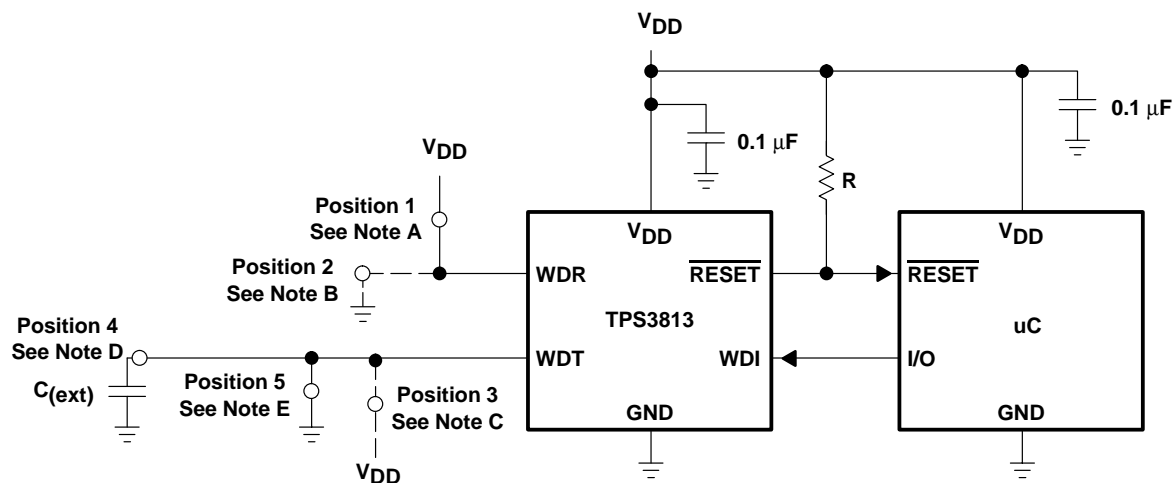 VDD
0.1 µF
0.1 µF
VDD
R
Position 1
See Note A
VDD
VDD
Position 2
See Note B
WDR
RESET
RESET
TPS3813
uC
Position 4
See Note D
WDT
WDI
I/O
C(ext)
Position 5
See Note E
Position 3
See Note C
GND
GND
VDD